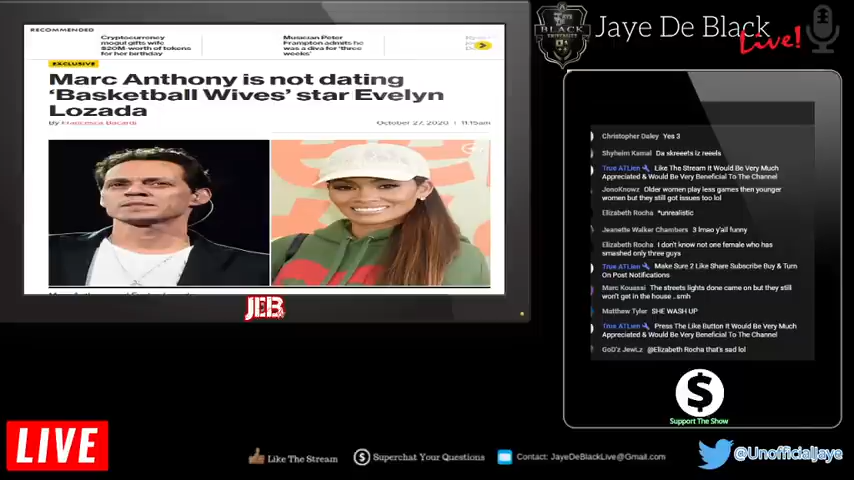 RECOMMENDED
Cryptocurrency
mogul gifts wife
$20M-worth of tokens
for her birthday
Musician Peter
Frampton admits he
was a diva for 'three
weeks'
EXCLUSIVE
Marc Anthony is not dating
‘Basketball Wives’ star Evelyn
Lozada
By Francesca Bacardi
October 27, 2020 | 11:15am
JEB
BLACK
UNIVERSITY
Jaye De Black
Live!
Christopher Daley Yes 3
Shyheim Kamal Da skreeets iz reeels
True ATLien Like The Stream It Would Be Very Much
Appreciated & Would Be Very Beneficial To The Channel
JonoKnowz Older women play less games then younger
women but they still got issues too lol
Elizabeth Rocha *unrealistic
Jeanette Walker Chambers 3 lmao y'all funny
Elizabeth Rocha I don't know not one female who has
smashed only three guys
True ATLien Make Sure 2 Like Share Subscribe Buy & Turn
On Post Notifications
Marc Kouassi The streets lights done came on but they still
won't get in the house ..smh
Matthew Tyler SHE WASH UP
True ATLien Press The Like Button It Would Be Very Much
Appreciated & Would Be Very Beneficial To The Channel
GoD'z Jewi.z @Elizabeth Rocha that's sad lol
$
Support The Show
LIVE
Like The Stream
$
Superchat Your Questions
Contact: JayeDeBlackLive@Gmail.com
@Unofficialjaye